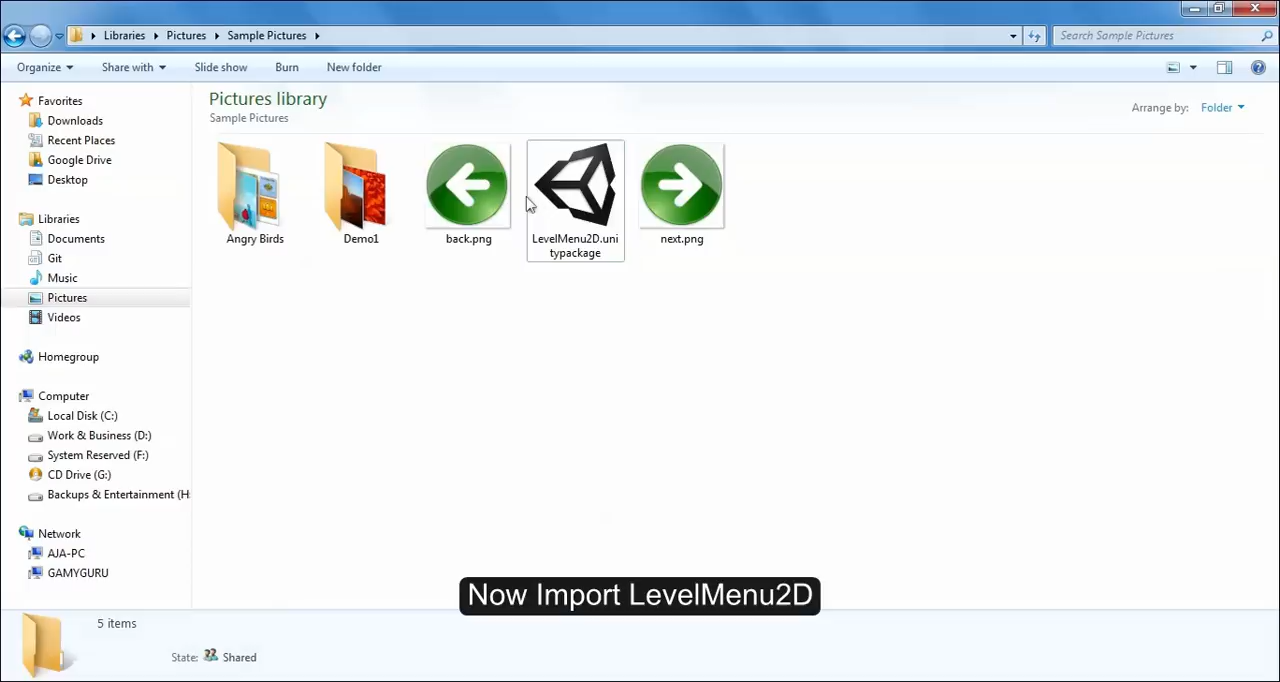 Libraries
Pictures
Sample Pictures
Search Sample Pictures
Organize
Share with
Slide show
Burn
New folder
Favorites
Downloads
Recent Places
Google Drive
Desktop
Libraries
Documents
Git
Music
Pictures
Videos
Homegroup
Computer
Local Disk (C:)
Work & Business (D:)
System Reserved (F:)
CD Drive (G:)
Backups & Entertainment (H:
Network
AJA-PC
GAMYGURU
Pictures library
Sample Pictures
Arrange by:
Folder
Angry Birds
Demo1
back.png
LevelMenu2D.uni
typackage
next.png
Now Import LevelMenu2D
5 items
State:
Shared